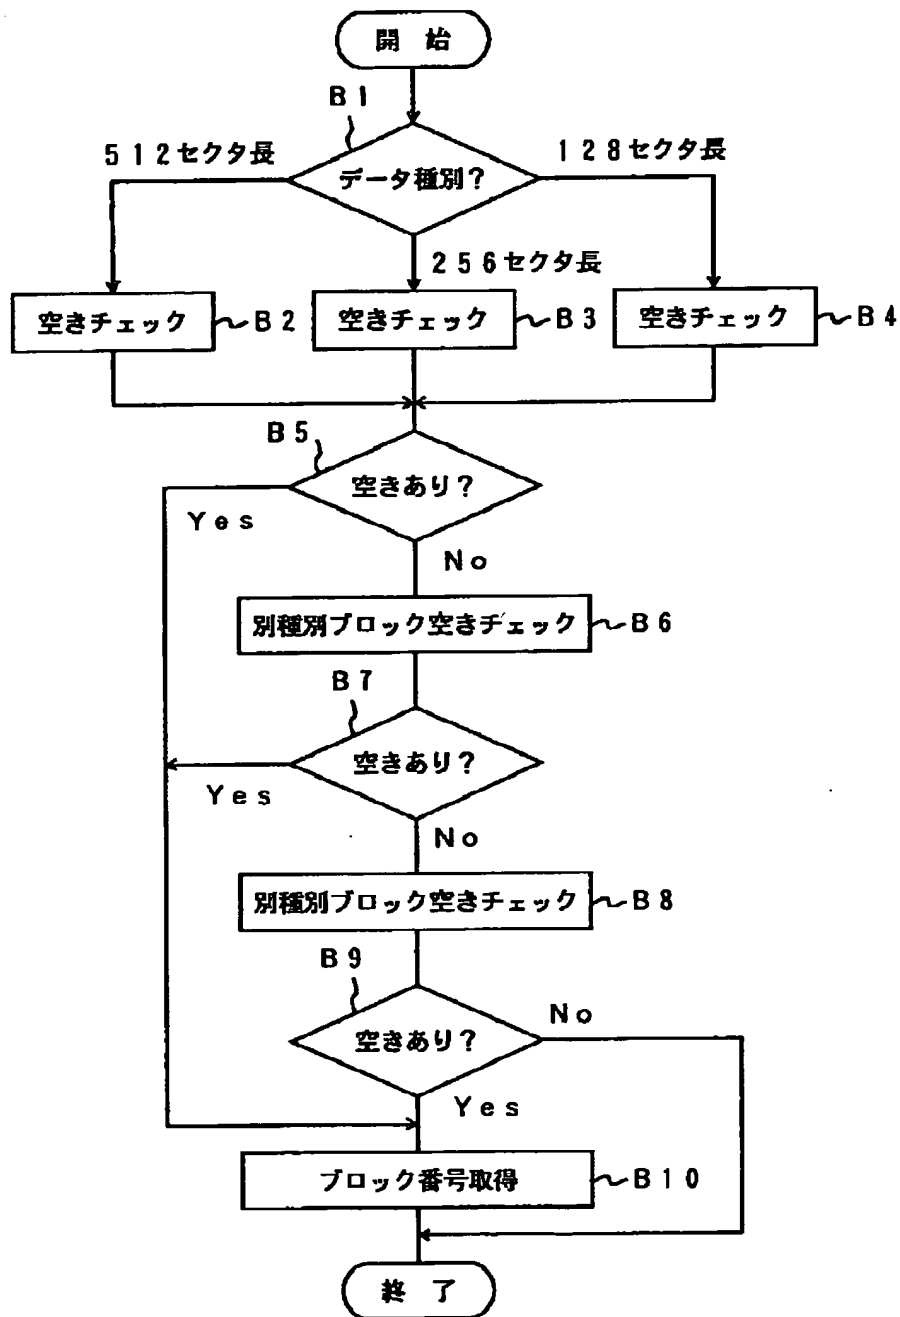 開 始
B1
512セクタ長
128セクタ長
データ種別?
256セクタ長
空きチェック
B2
空きチェック
B3
空きチェック
B4
B5
空きあり?
Yes
No
別種別ブロック空きチェック
B6
B7
空きあり?
Yes
No
別種別ブロック空きチェック
B8
B9
空きあり?
No
Yes
ブロック番号取得
B10
終 了